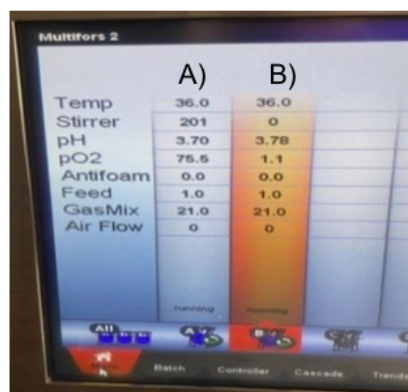 Multifors 2
A) B)
Temp 36.0 36.0
Stirrer 201 0
pH 3.70 3.78
pO2 75.5 1.1
Antifoam 0.0 0.0
Feed 1.0 1.0
GasMix 21.0 21.0
Air Flow 0 0
running running
All A B C
Main Batch Controller Cascade Trends